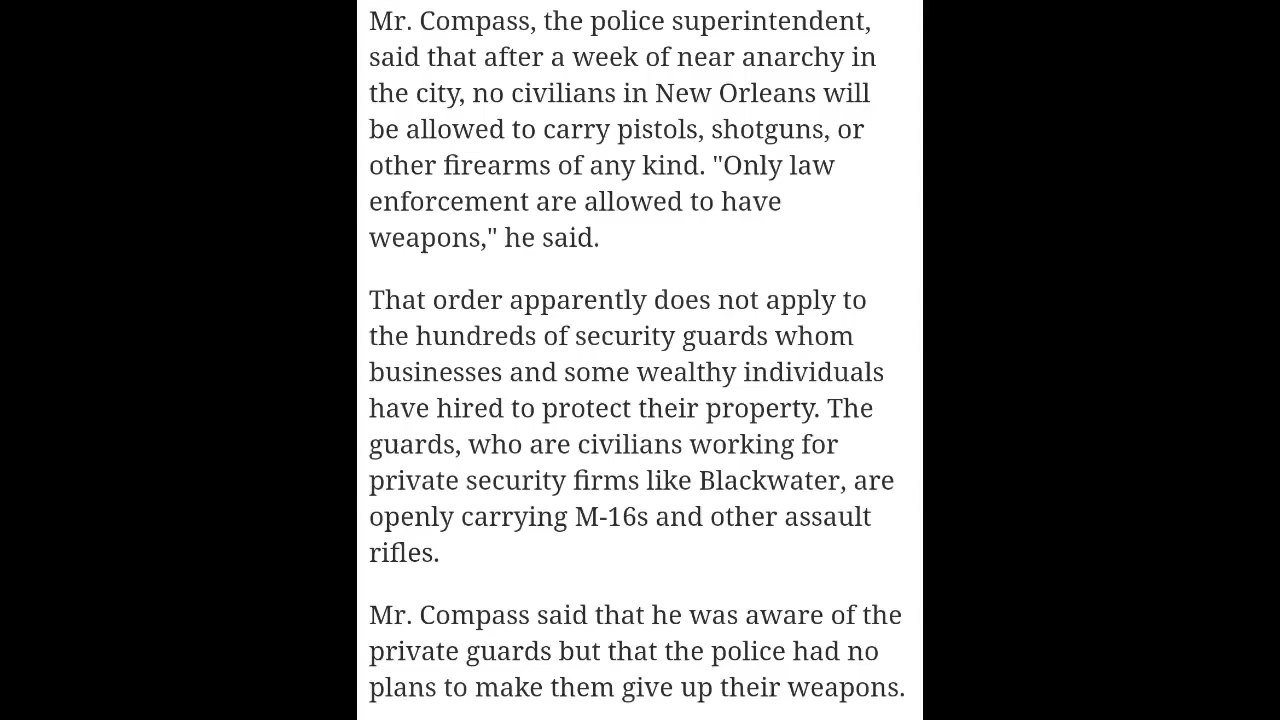 Mr. Compass, the police superintendent,
said that after a week of near anarchy in
the city, no civilians in New Orleans will
be allowed to carry pistols, shotguns, or
other firearms of any kind. "Only law
enforcement are allowed to have
weapons," he said.
That order apparently does not apply to
the hundreds of security guards whom
businesses and some wealthy individuals
have hired to protect their property. The
guards, who are civilians working for
private security firms like Blackwater, are
openly carrying M-16s and other assault
rifles.
Mr. Compass said that he was aware of the
private guards but that the police had no
plans to make them give up their weapons.